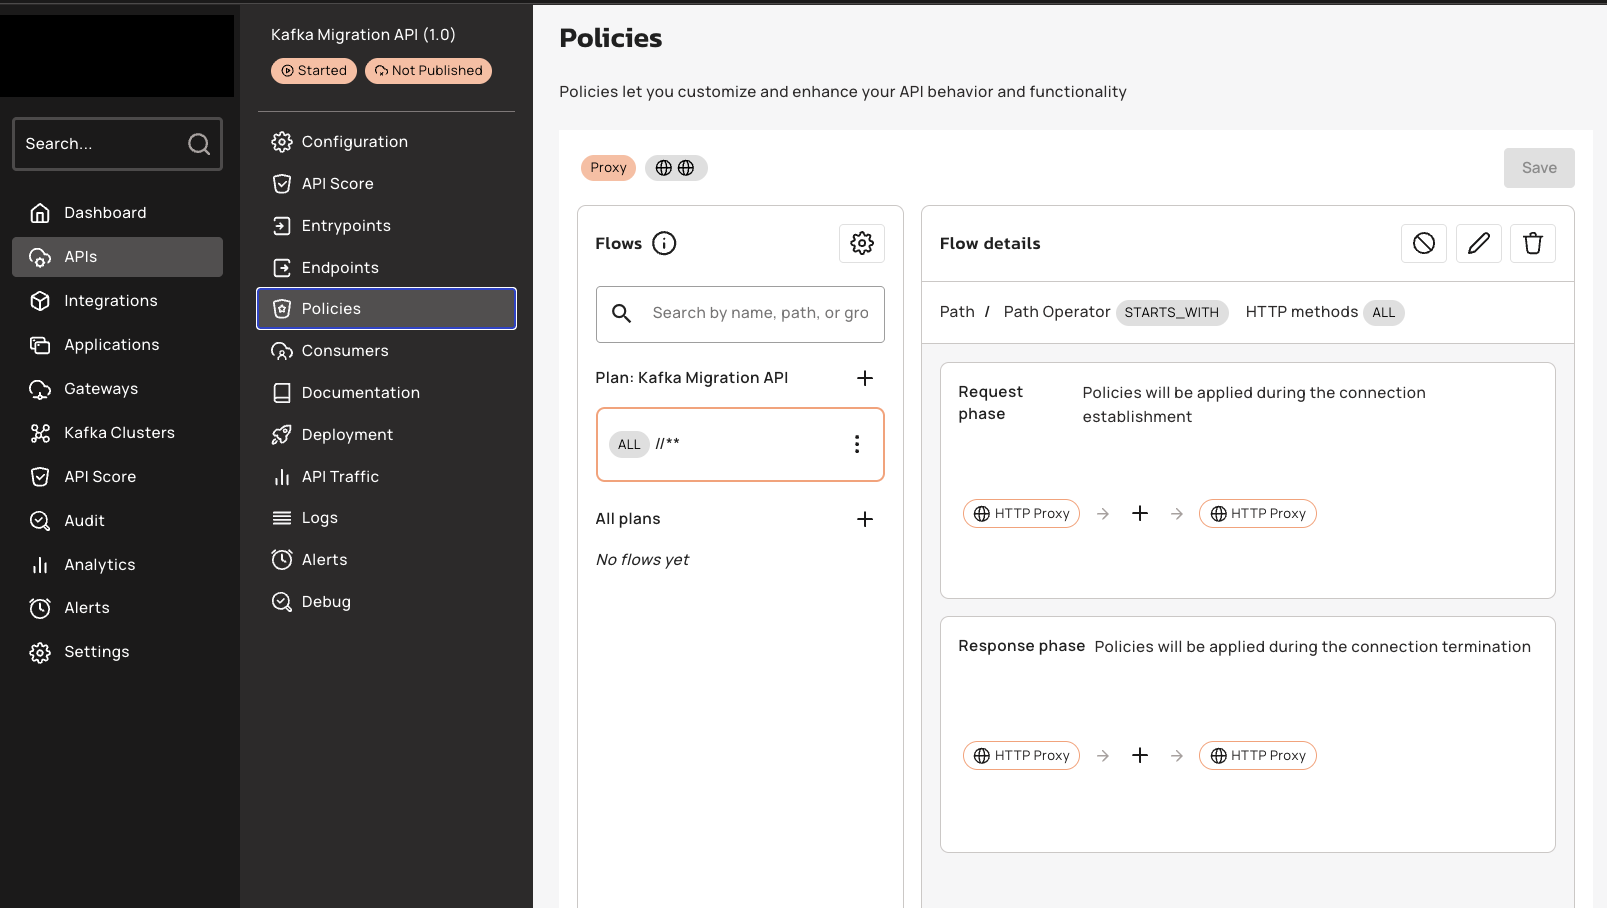 Search...
Dashboard
APIs
Integrations
Applications
Gateways
Kafka Clusters
API Score
Audit
Analytics
Alerts
Settings
Kafka Migration API (1.0)
Started
Not Published
Configuration
API Score
Entrypoints
Endpoints
Policies
Consumers
Documentation
Deployment
API Traffic
Logs
Alerts
Debug
Policies
Policies let you customize and enhance your API behavior and functionality
Proxy
Save
Flows
Search by name, path, or gro
Plan: Kafka Migration API
ALL //**
All plans
No flows yet
Flow details
Path / Path Operator STARTS_WITH HTTP methods ALL
Request
phase
Policies will be applied during the connection
establishment
HTTP Proxy
HTTP Proxy
Response phase Policies will be applied during the connection termination
HTTP Proxy
HTTP Proxy